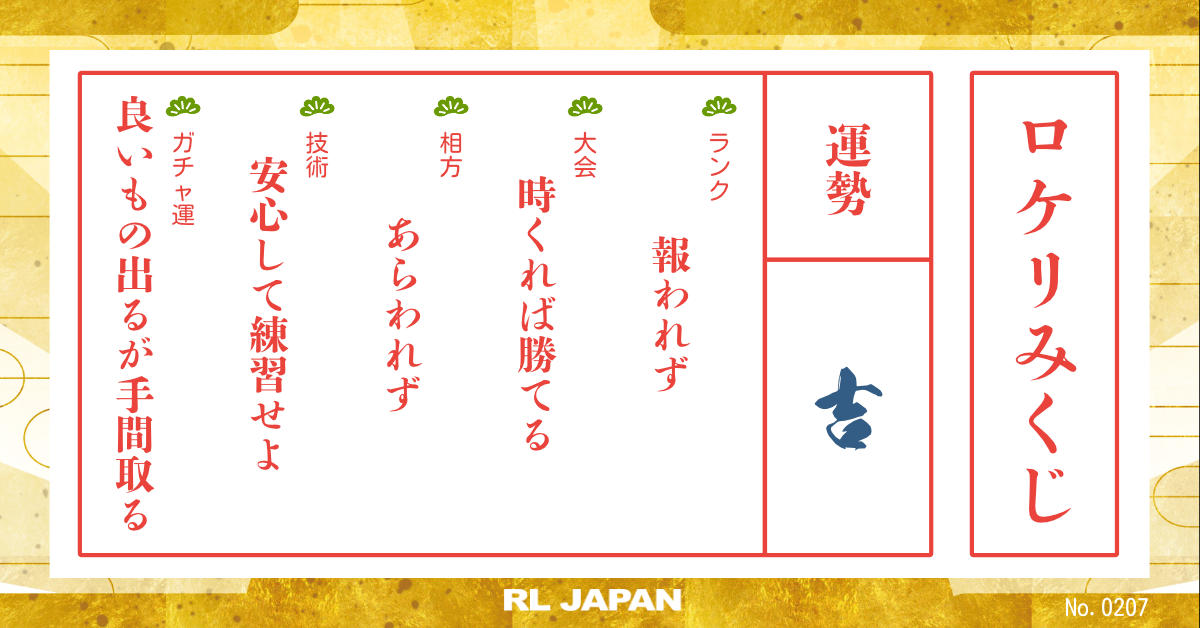 ロケリみくじ
運勢
吉
ランク
報われず
大会
時くれば勝てる
相方
あらわれず
技術
安心して練習せよ
ガチャ運
良いもの出るが手間取る
RL JAPAN
No. 0207